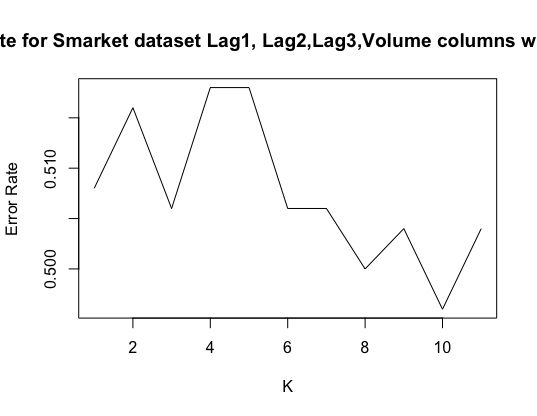 te for Smarket dataset Lag1, Lag2,Lag3,Volume columns w
Error Rate
0.510
0.500
2 4 6 8 10
K